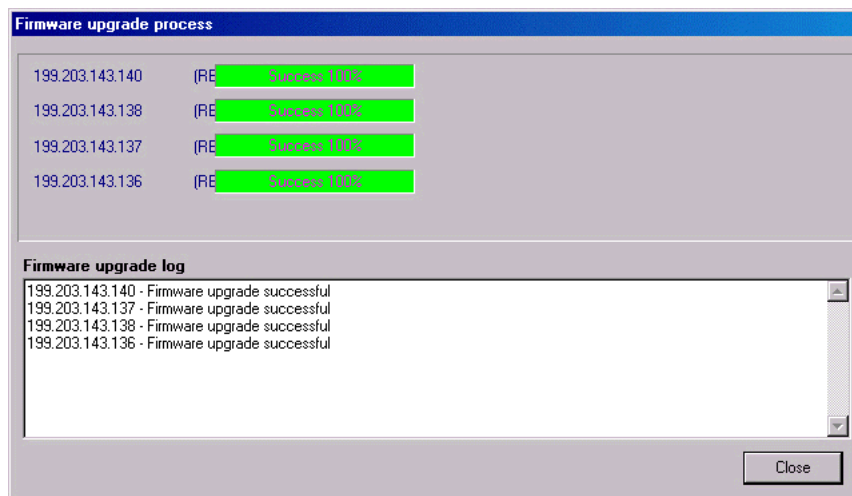 Firmware upgrade process
199.203.143.140 (RE Success 100%
199.203.143.138 (RE Success 100%
199.203.143.137 (RE Success 100%
199.203.143.136 (RE Success 100%
Firmware upgrade log
199.203.143.140 - Firmware upgrade successful
199.203.143.137 - Firmware upgrade successful
199.203.143.138 - Firmware upgrade successful
199.203.143.136 - Firmware upgrade successful
Close